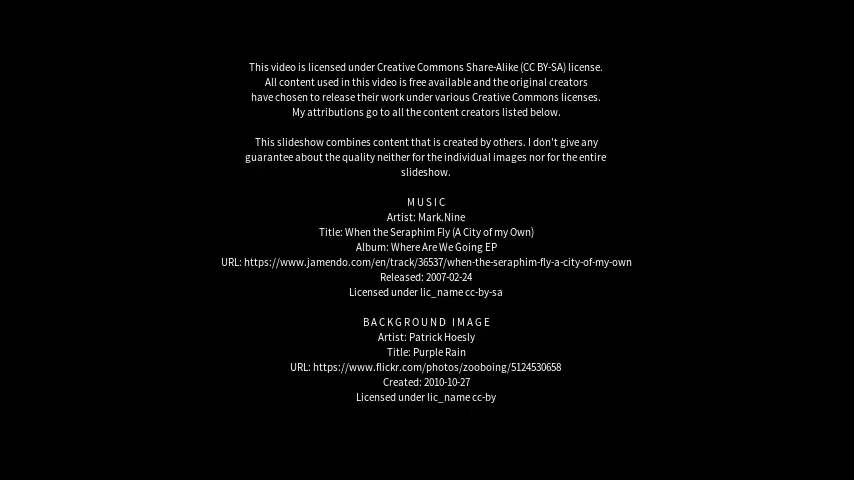 This video is licensed under Creative Commons Share-Alike (CC BY-SA) license.
All content used in this video is free available and the original creators
have chosen to release their work under various Creative Commons licenses.
My attributions go to all the content creators listed below.
This slideshow combines content that is created by others. I don't give any
guarantee about the quality neither for the individual images nor for the entire
slideshow.
MUSIC
Artist: Mark.Nine
Title: When the Seraphim Fly (A City of my Own)
Album: Where Are We Going EP
URL: https://www.jamendo.com/en/track/36537/when-the-seraphim-fly-a-city-of-my-own
Released: 2007-02-24
Licensed under lic_name cc-by-sa
BACKGROUND IMAGE
Artist: Patrick Hoesly
Title: Purple Rain
URL: https://www.flickr.com/photos/zooboing/5124530658
Created: 2010-10-27
Licensed under lic_name cc-by